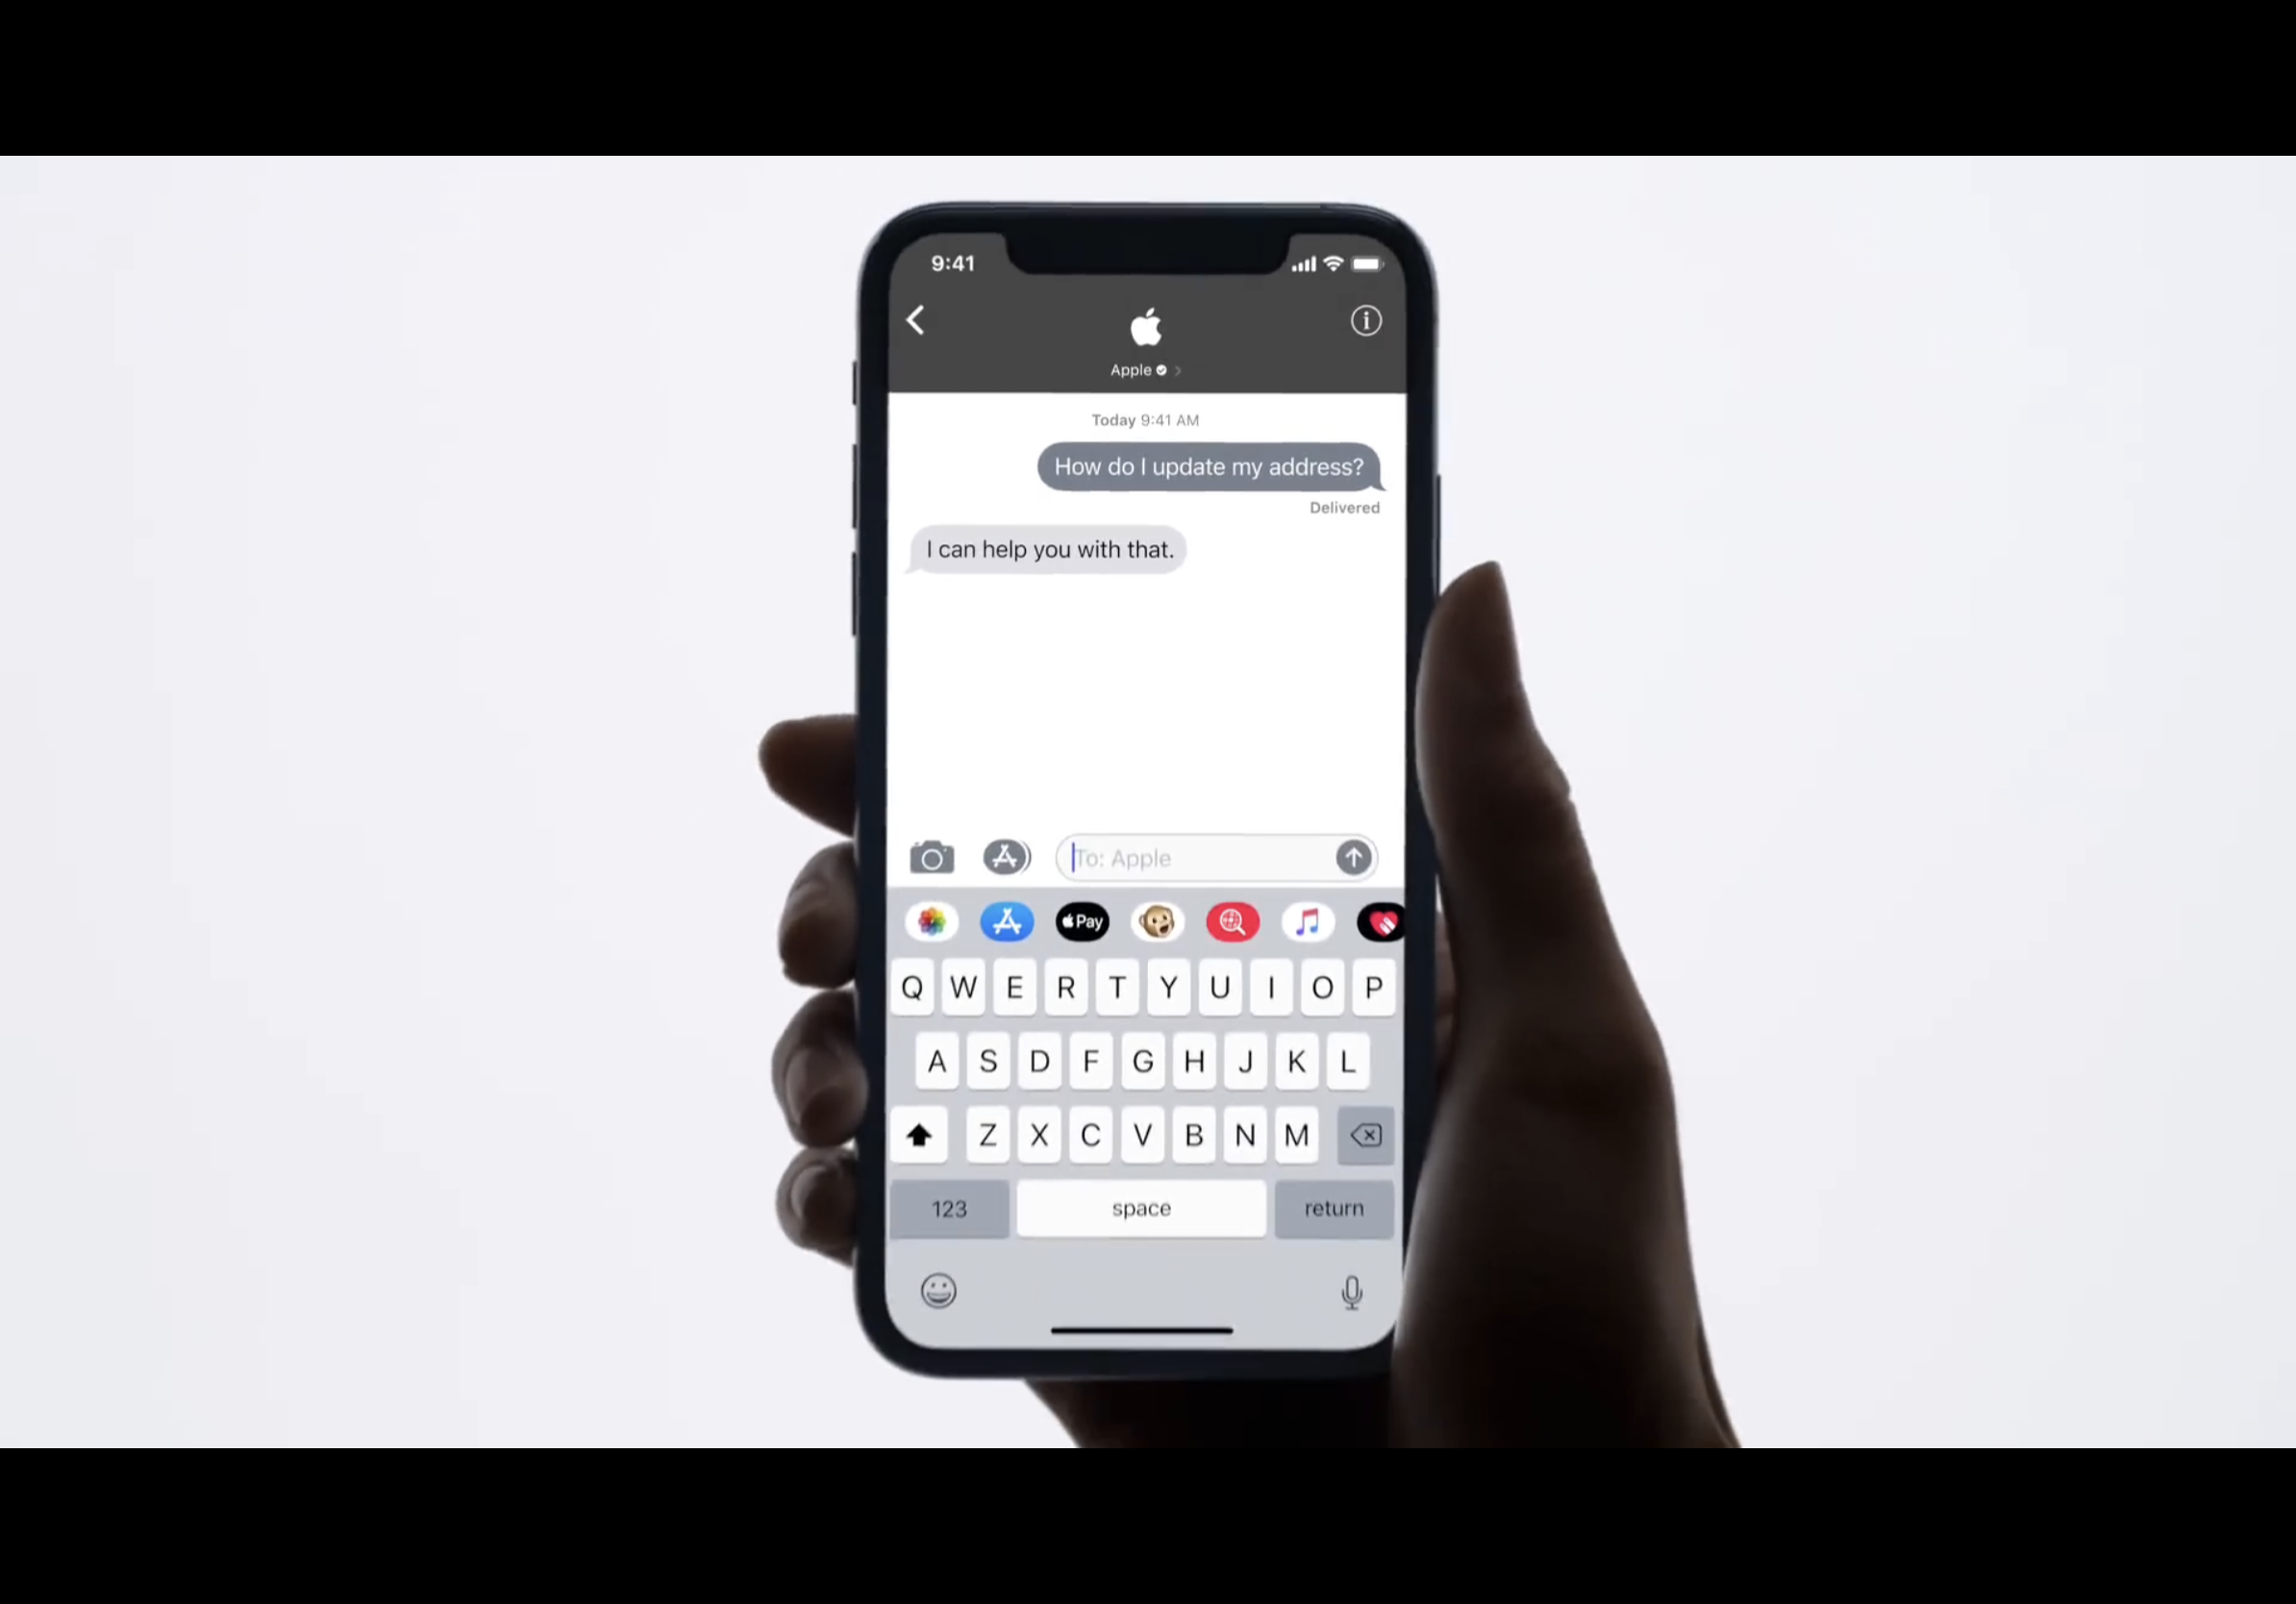 9:41
Apple
Today 9:41 AM
How do I update my address?
Delivered
I can help you with that.
To: Apple
Pay
Q W E R T Y U I O P
A S D F G H J K L
Z X C V B N M
123 space return